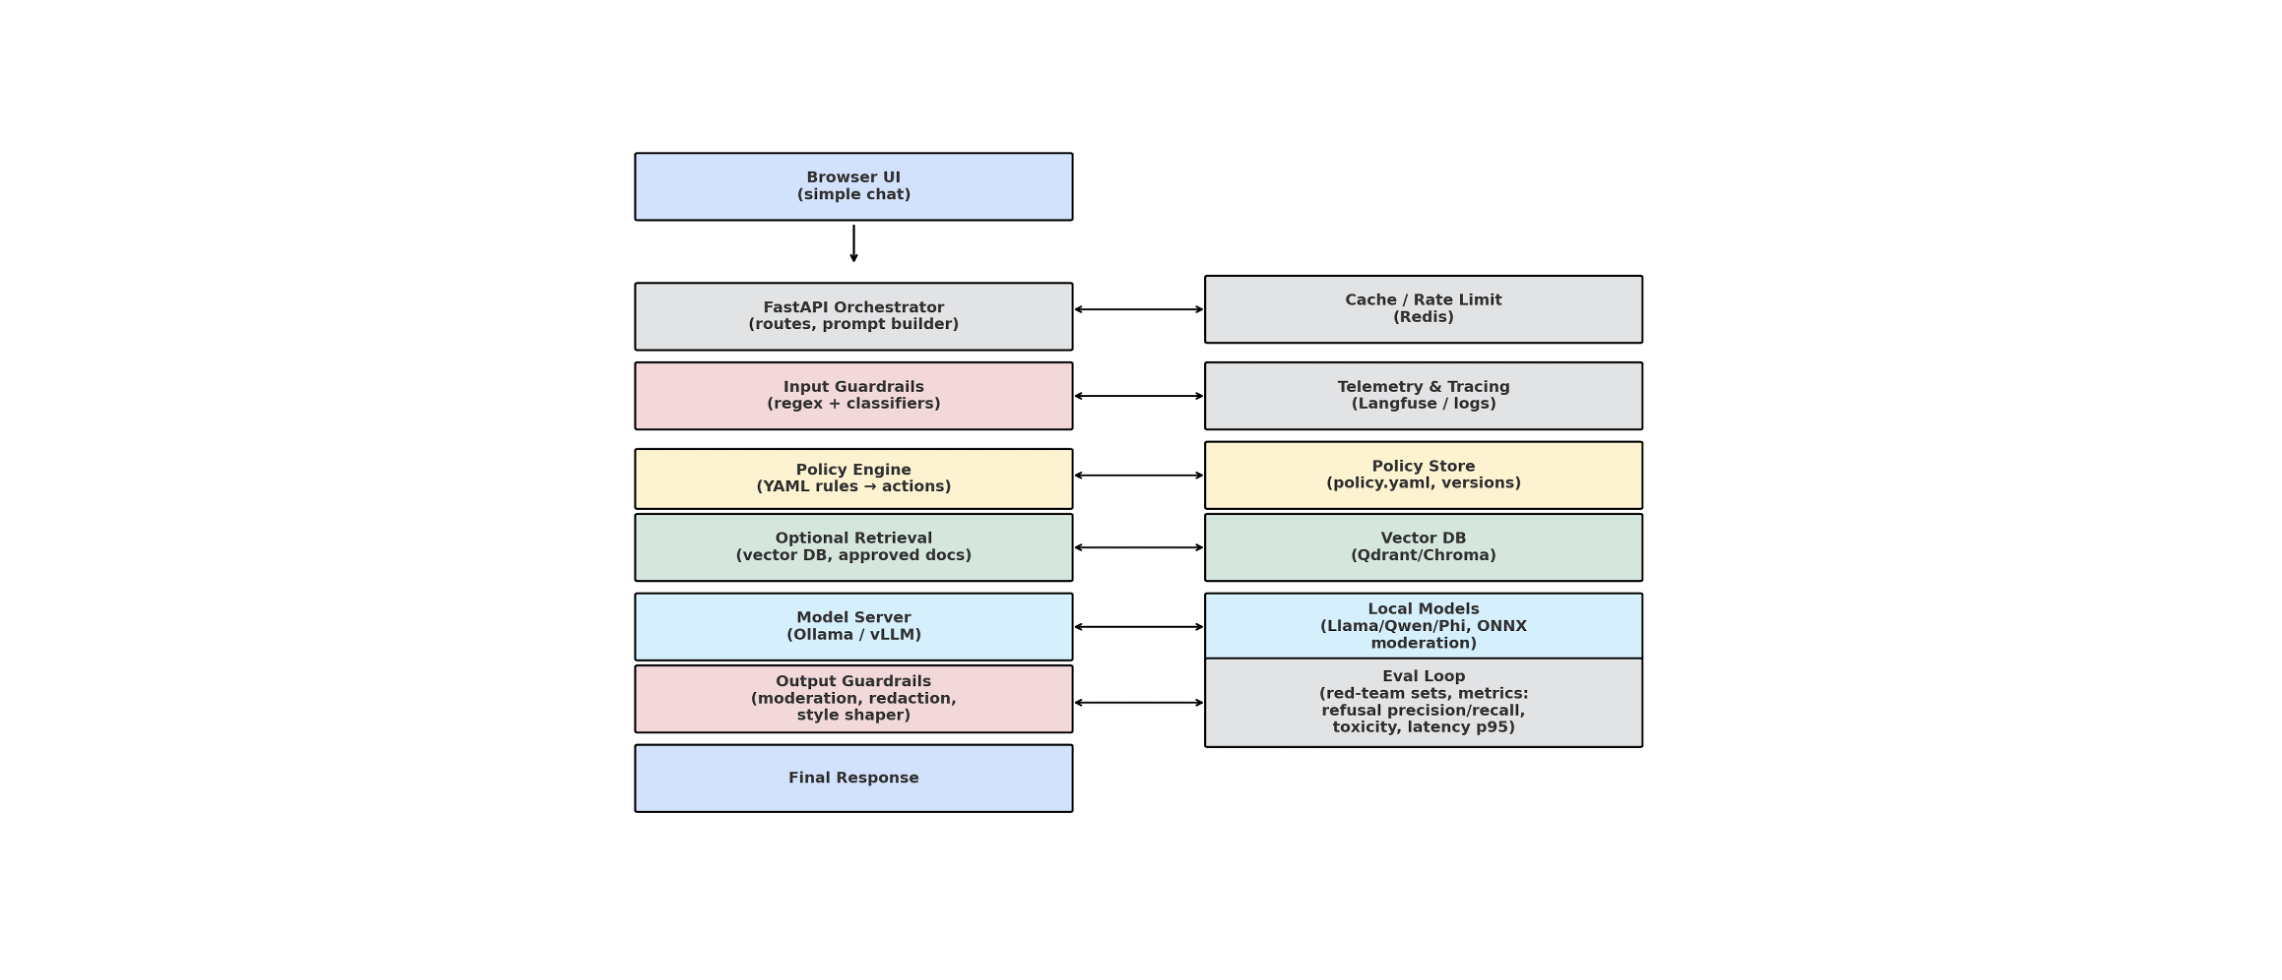 Browser UI
(simple chat)
FastAPI Orchestrator
(routes, prompt builder)
Cache / Rate Limit
(Redis)
Input Guardrails
(regex + classifiers)
Telemetry & Tracing
(Langfuse / logs)
Policy Engine
(YAML rules → actions)
Policy Store
(policy.yaml, versions)
Optional Retrieval
(vector DB, approved docs)
Vector DB
(Qdrant/Chroma)
Model Server
(Ollama / vLLM)
Local Models
(Llama/Qwen/Phi, ONNX
moderation)
Output Guardrails
(moderation, redaction,
style shaper)
Eval Loop
(red-team sets, metrics:
refusal precision/recall,
toxicity, latency p95)
Final Response